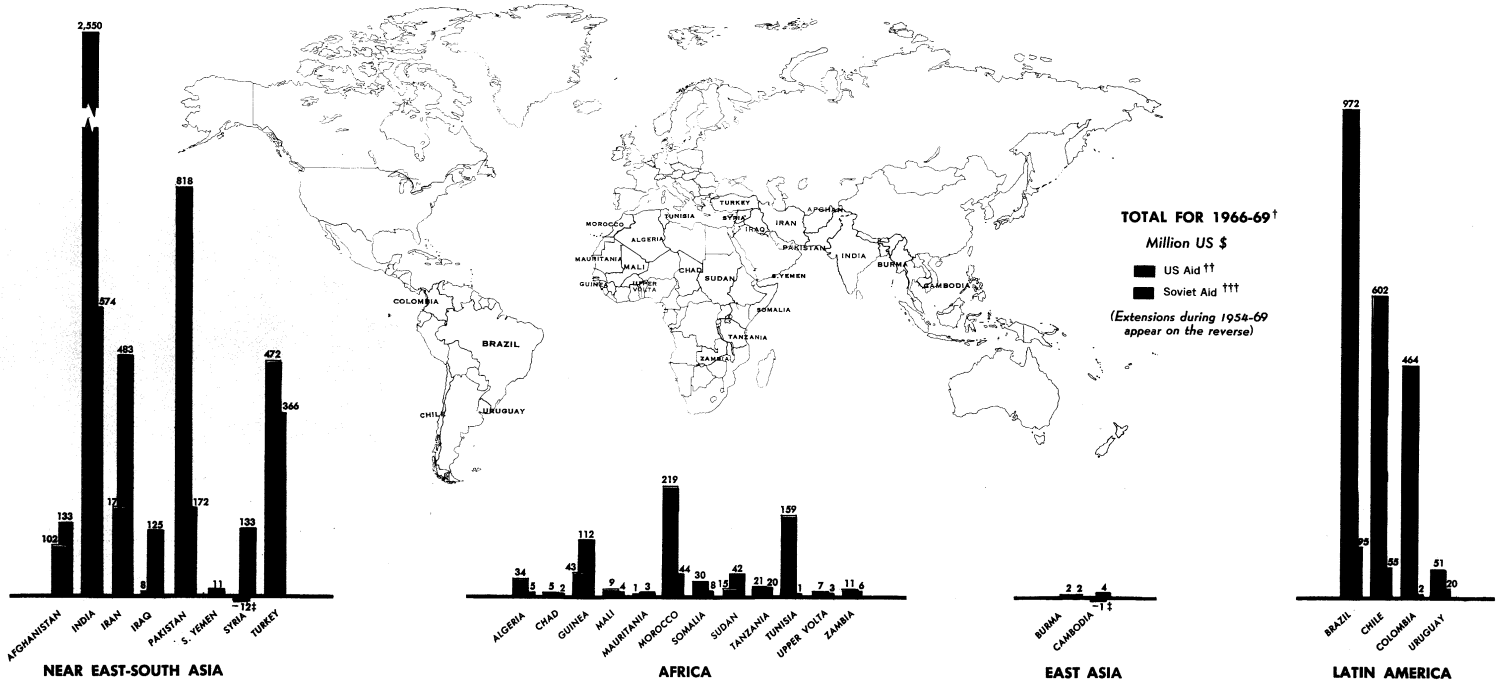 2,550
574
483
17
133
102
125
8
818
172
11
133
-12‡
472
366
AFGHANISTAN
INDIA
IRAN
IRAQ
PAKISTAN
S. YEMEN
SYRIA
TURKEY
NEAR EAST-SOUTH ASIA
COLOMBIA
BRAZIL
CHILE
URUGUAY
MOROCCO
TUNISIA
ALGERIA
MAURITANIA
MALI
GUINEA
UPPER
VOLTA
CHAD
SUDAN
SOMALIA
TANZANIA
ZAMBIA
TURKEY
SYRIA
IRAQ
IRAN
AFGHAN
PAKISTAN
S. YEMEN
INDIA
BURMA
CAMBODIA
34
5
5
2
43
112
9
4
1
3
219
44
30
8
15
42
21
20
159
1
7
3
11
6
ALGERIA
CHAD
GUINEA
MALI
MAURITANIA
MOROCCO
SOMALIA
SUDAN
TANZANIA
TUNISIA
UPPER VOLTA
ZAMBIA
AFRICA
2
2
4
-1‡
BURMA
CAMBODIA
EAST ASIA
TOTAL FOR 1966-69†
Million US $
US Aid ††
Soviet Aid †††
(Extensions during 1954-69
appear on the reverse)
972
95
602
55
464
2
51
20
BRAZIL
CHILE
COLOMBIA
URUGUAY
LATIN AMERICA